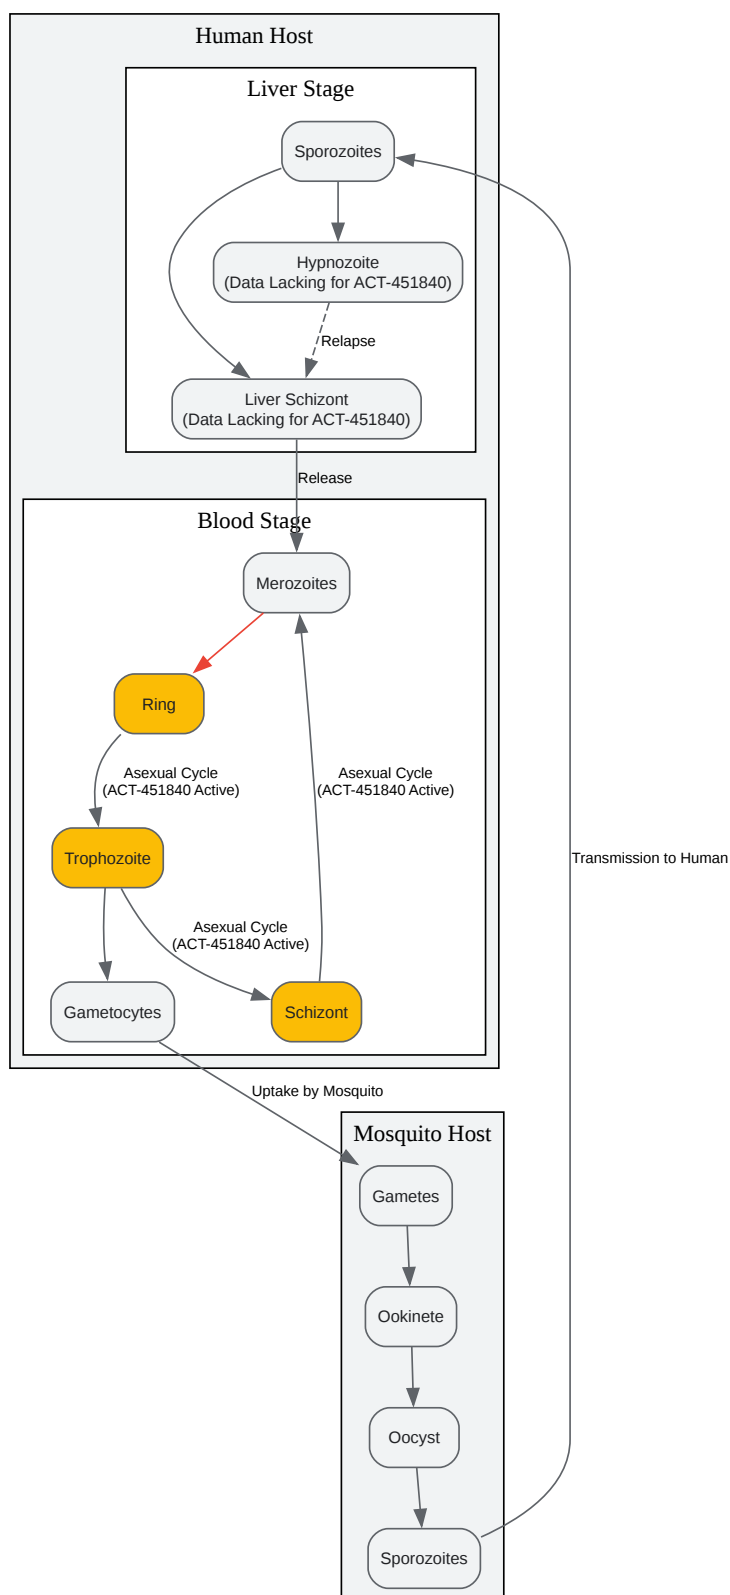 Human Host
Liver Stage
Sporozoites
Hypnozoite
(Data Lacking for ACT-451840)
Relapse
Liver Schizont
(Data Lacking for ACT-451840)
Release
Blood Stage
Merozoites
Ring
Asexual Cycle
(ACT-451840 Active)
Asexual Cycle
(ACT-451840 Active)
Trophozoite
Transmission to Human
Asexual Cycle
(ACT-451840 Active)
Gametocytes
Schizont
Uptake by Mosquito
Mosquito Host
Gametes
Ookinete
Oocyst
Sporozoites